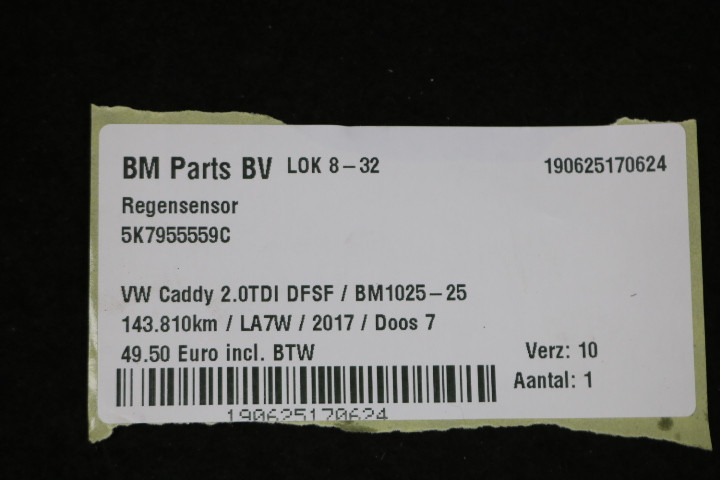 BM Parts BV LOK 8-32 190625170624
Regensensor
5K7955559C
VW Caddy 2.0TDI DFSF / BM1025-25
143.810km / LA7W / 2017 / Doos 7
49.50 Euro incl. BTW Verz: 10
Aantal: 1
190625170624